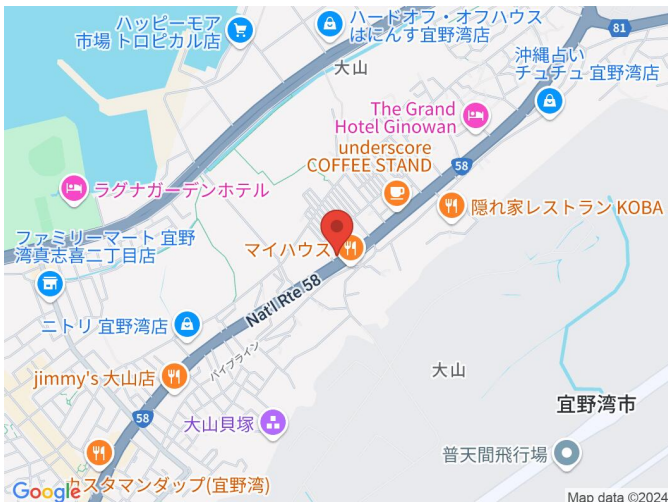 ハッピーモア
市場 トロピカル店
ハードオフ・オフハウス
はにんす宜野湾店
81
大山
沖縄占い
チュチュ 宜野湾店
The Grand
Hotel Ginowan
underscore
COFFEE STAND
58
ラグナガーデンホテル
隠れ家レストラン KOBA
ファミリーマート 宜野
湾真志喜二丁目店
マイハウス
Nat'l Rte 58
ニトリ 宜野湾店
パイプライン
jimmy's 大山店
大山
58
大山貝塚
宜野湾市
普天間飛行場
カスタマンダップ(宜野湾)
Google
Map data ©2024